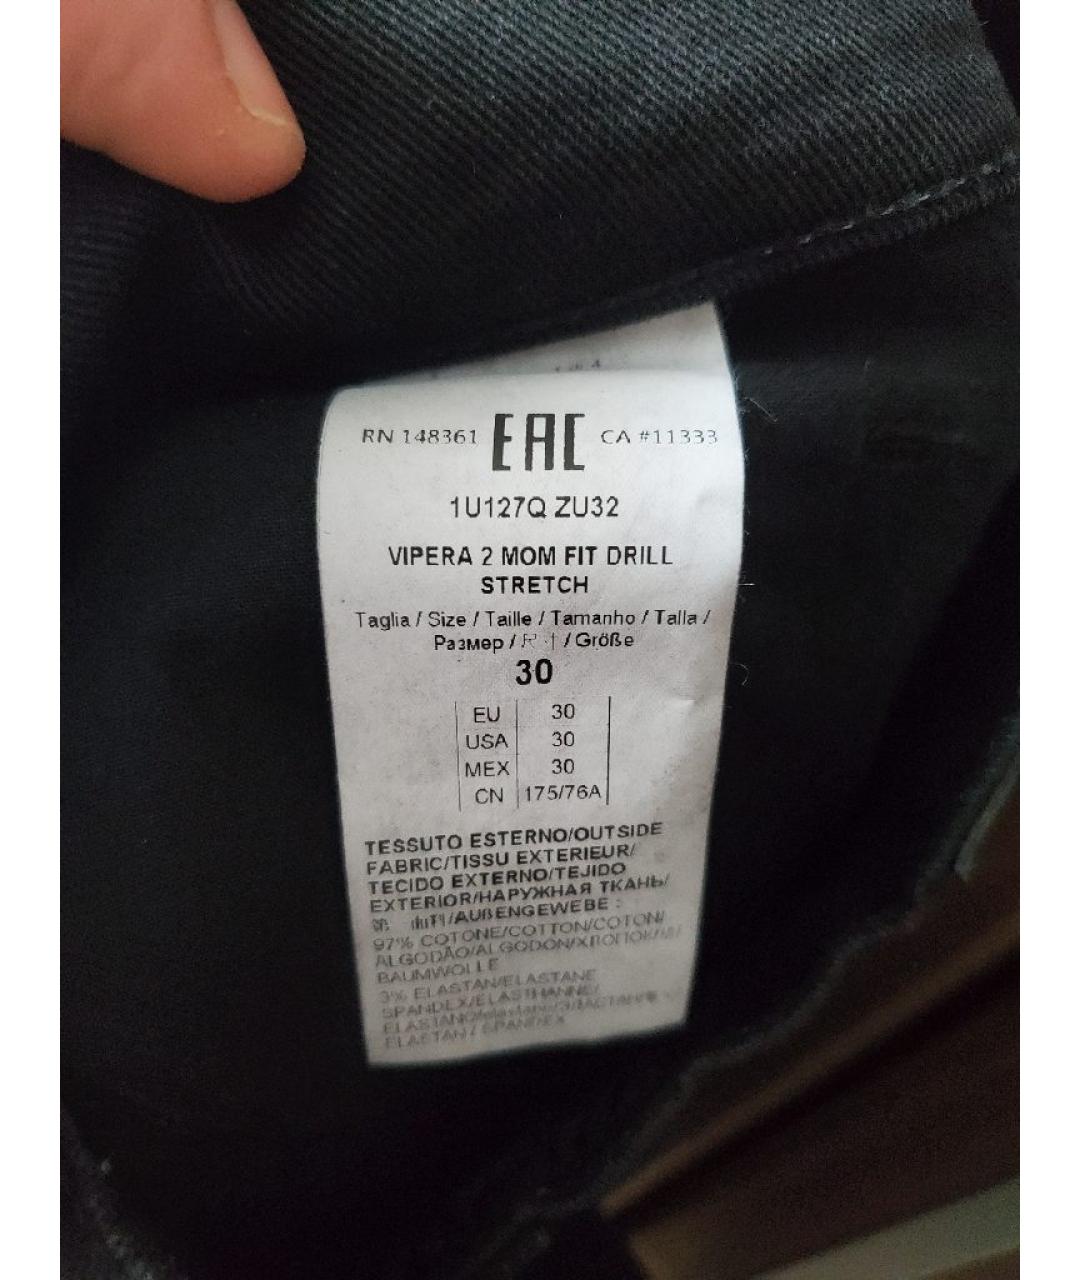 RN 148361 EAC CA #11333
1U127Q ZU32
VIPERA 2 MOM FIT DRILL
STRETCH
Taglia / Size / Taille / Tamanho / Talla /
Размер / / Größe
30
EU 30
USA 30
MEX 30
CN 175/76A
TESSUTO ESTERNO/OUTSIDE
FABRIC/TISSU EXTERIEUR/
TECIDO EXTERNO/TEJIDO
EXTERIOR/НАРУЖНАЯ ТКАНЬ/
/AUßENGEWEBE :
97% COTONE/COTTON/COTON/
ALGODÃO/ALGODON/ХЛОПОК/
BAUMWOLLE
3% ELASTAN/ELASTANE
SPANDEX/ELASTHANNE/
ELASTANO/
ELASTAN / SPANDEX